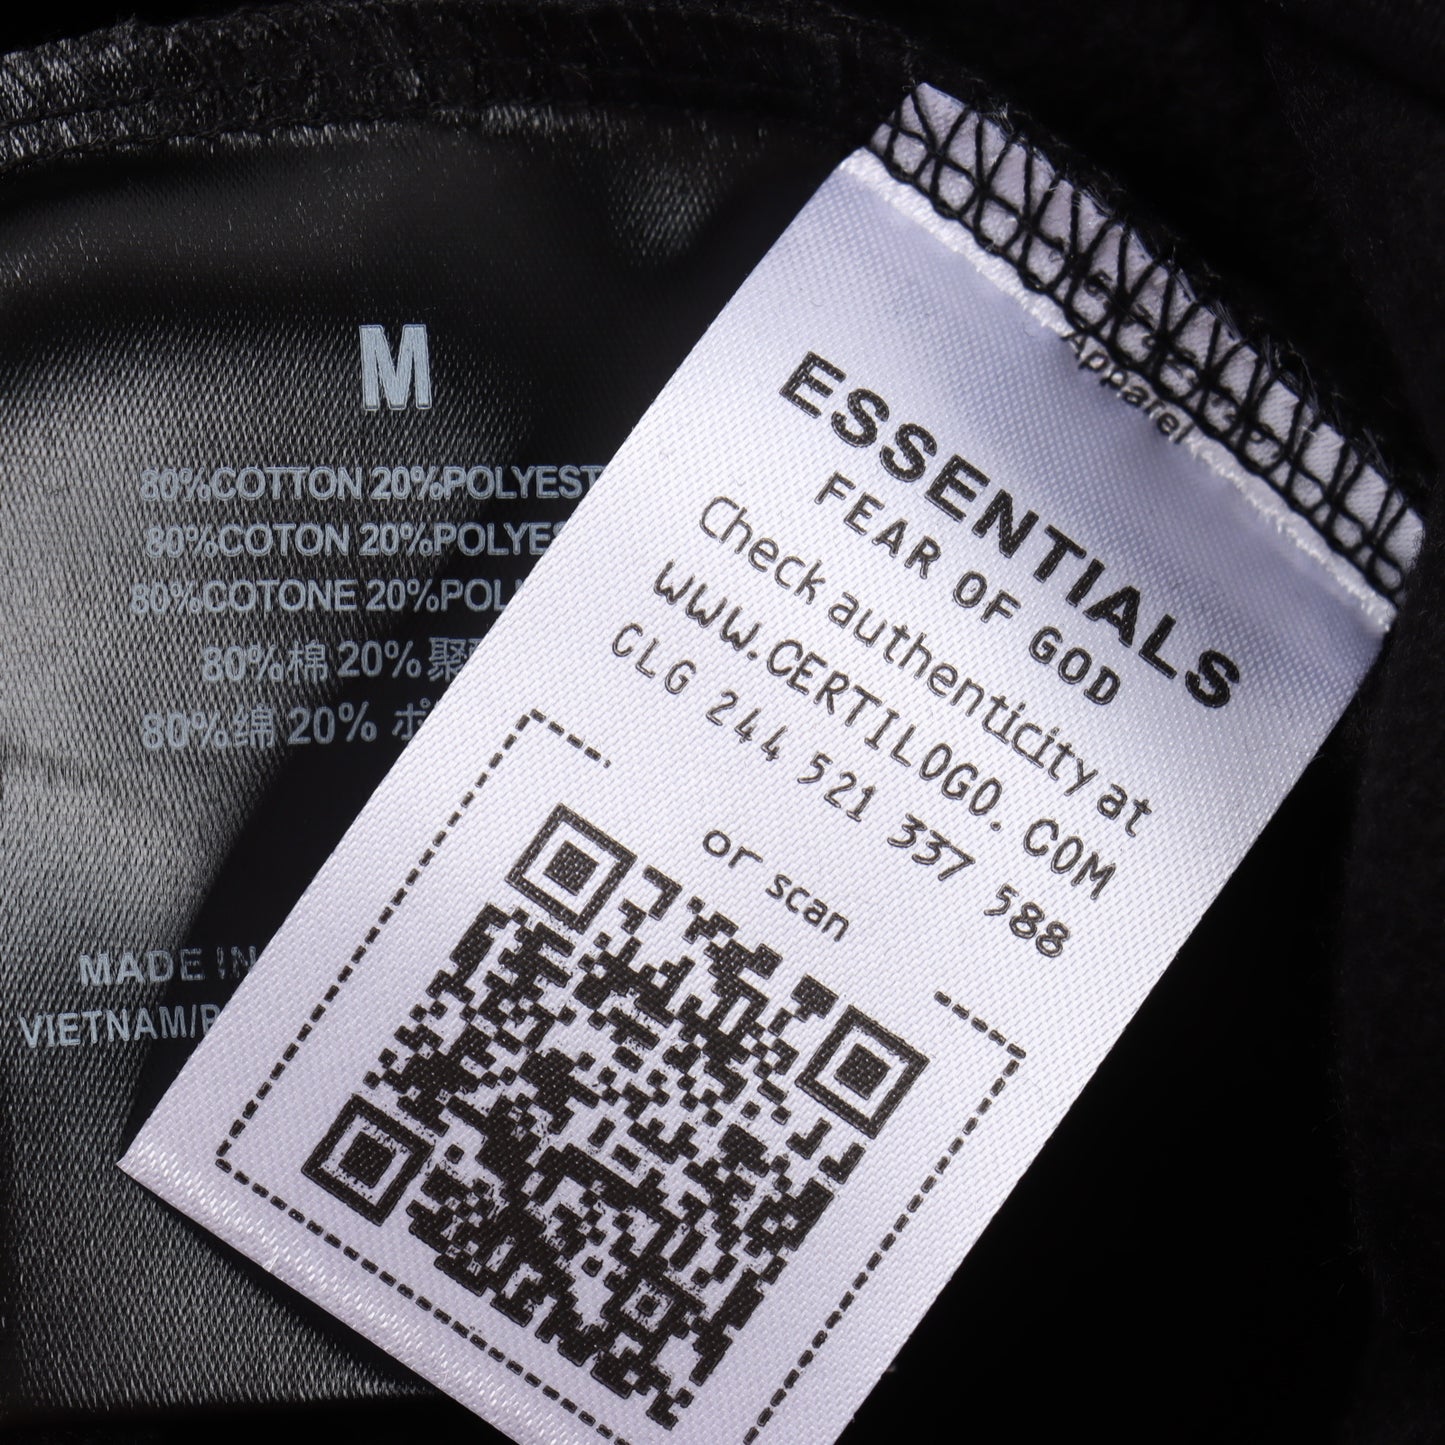 M
80%COTTON 20%POLYEST
80%COTON 20%POLYES
80%COTONE 20%POL
80%棉 20%聚
80%绵 20% ポ
MADE IN
VIETNAM/
Apparel
ESSENTIALS
FEAR OF GOD
Check authenticity at
WWW.CERTILOGO.COM
CLG 244 521 337 588
or scan